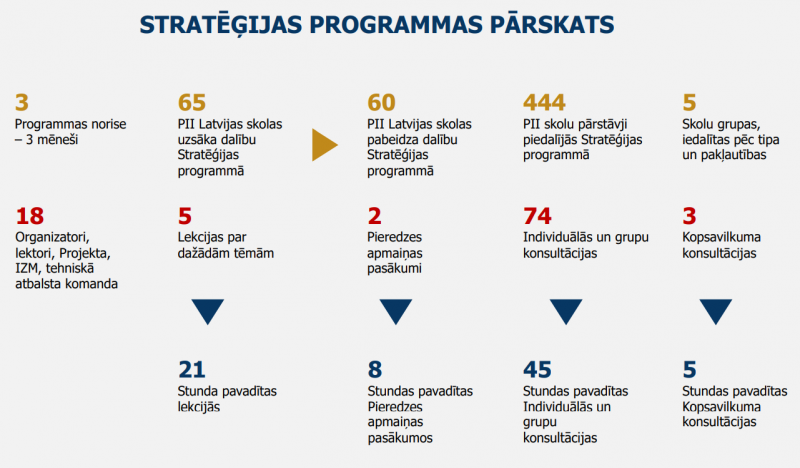 STRATĒĢIJAS PROGRAMMAS PĀRSKATS
3
Programmas norise
– 3 mēneši
65
PII Latvijas skolas
uzsāka dalību
Stratēģijas
programmā
60
PII Latvijas skolas
pabeidza dalību
Stratēģijas
programmā
444
PII skolu pārstāvji
piedalījās Stratēģijas
programmā
5
Skolu grupas,
iedalītas pēc tipa
un pakļautības
18
Organizatori,
lektori, Projekta,
IZM, tehniskā
atbalsta komanda
5
Lekcijas par
dažādām tēmām
2
Pieredzes
apmaiņas
pasākumi
74
Individuālās un grupu
konsultācijas
3
Kopsavilkuma
konsultācijas
21
Stunda pavadītas
lekcijās
8
Stundas pavadītas
Pieredzes
apmaiņas
pasākumos
45
Stundas pavadītas
Individuālās un
grupu
konsultācijas
5
Stundas pavadītas
Kopsavilkuma
konsultācijas